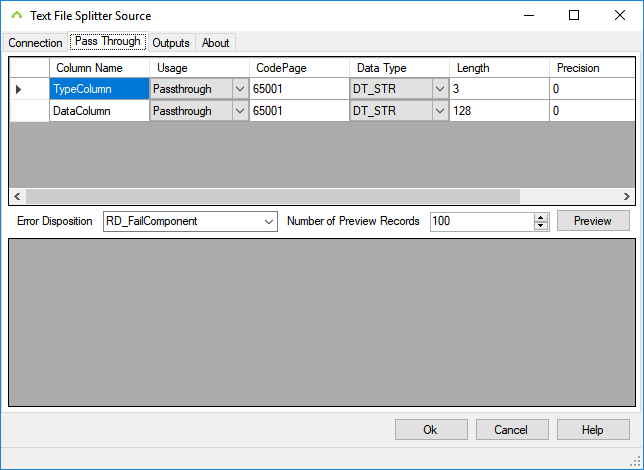 Text File Splitter Source
Connection Pass Through Outputs About
Column Name Usage CodePage Data Type Length Precision
TypeColumn Passthrough 65001 DT_STR 3 0
DataColumn Passthrough 65001 DT_STR 128 0
Error Disposition RD_FailComponent Number of Preview Records 100 Preview
Ok Cancel Help